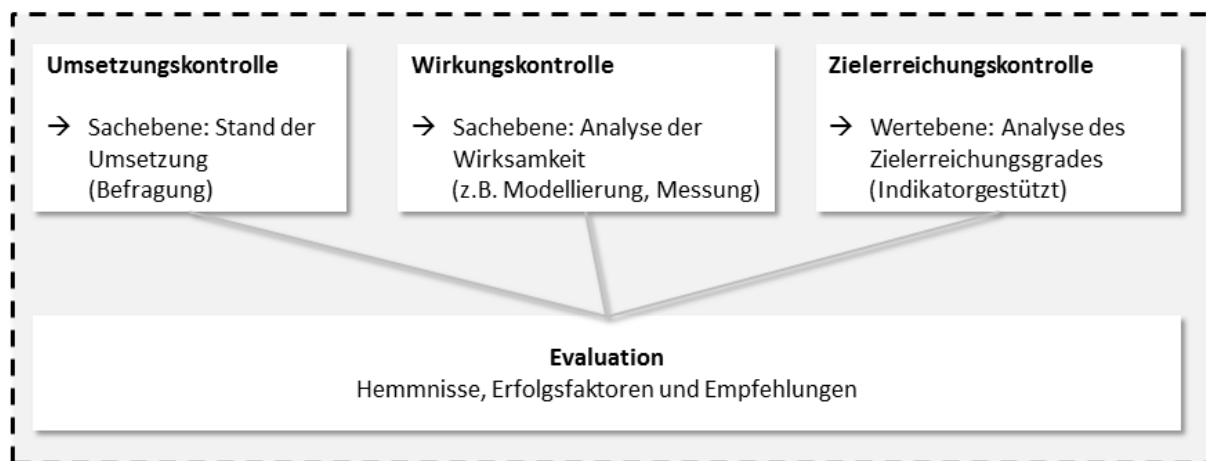 Umsetzungskontrolle
→ Sachebene: Stand der
Umsetzung
(Befragung)
Wirkungskontrolle
→ Sachebene: Analyse der
Wirksamkeit
(z.B. Modellierung, Messung)
Zielerreichungskontrolle
→ Wertebene: Analyse des
Zielerreichungsgrades
(Indikatorgestützt)
Evaluation
Hemmnisse, Erfolgsfaktoren und Empfehlungen